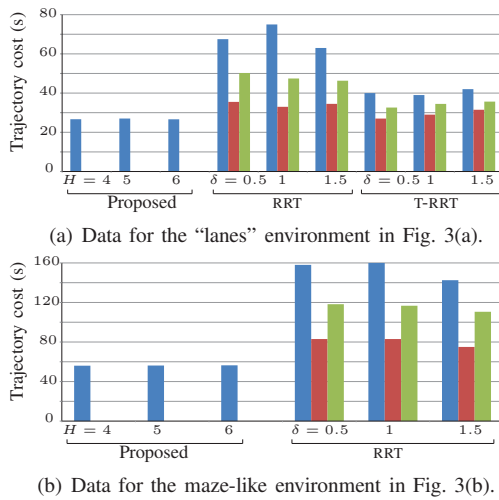 Trajectory cost (s)
80
60
40
20
0
H = 4 5 6 δ = 0.5 1 1.5 δ = 0.5 1 1.5
Proposed RRT T-RRT
(a) Data for the “lanes” environment in Fig. 3(a).
Trajectory cost (s)
160
120
80
40
0
H = 4 5 6 δ = 0.5 1 1.5
Proposed RRT
(b) Data for the maze-like environment in Fig. 3(b).